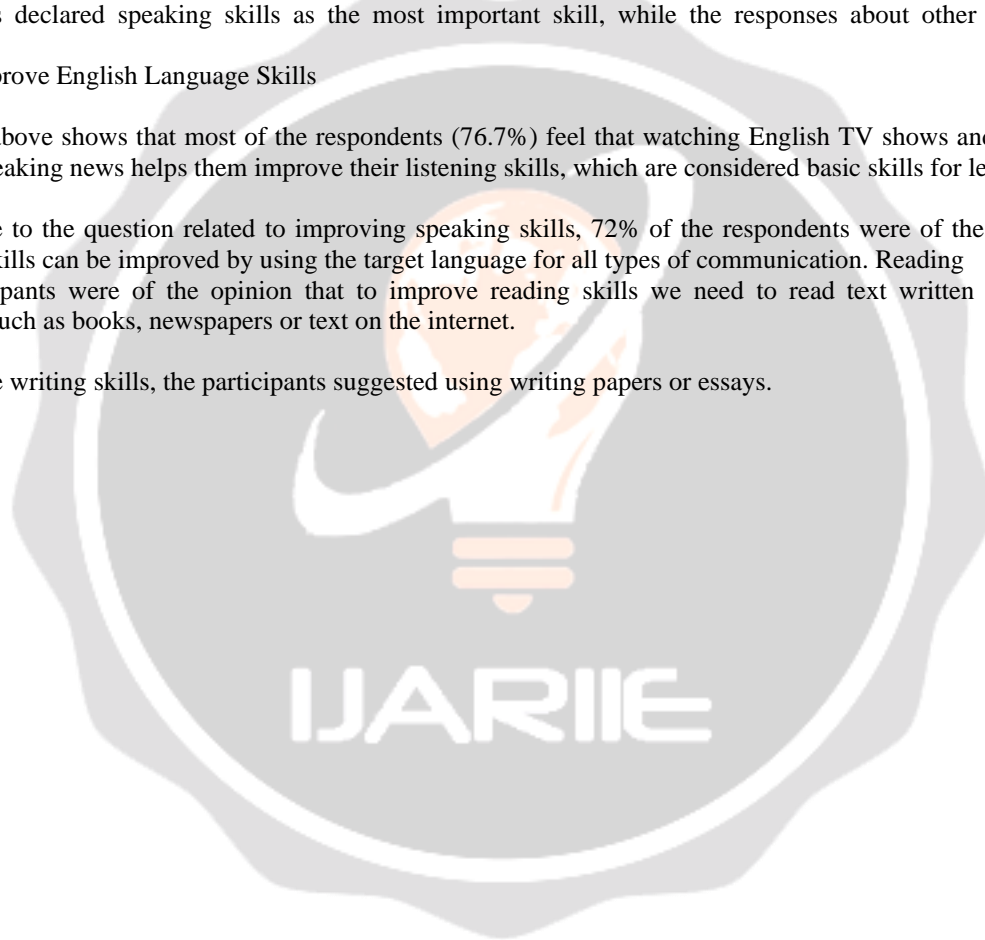 declared speaking skills as the most important skill, while the responses about other
prove English Language Skills
above shows that most of the respondents (76.7%) feel that watching English TV shows and
eaking news helps them improve their listening skills, which are considered basic skills for le
to the question related to improving speaking skills, 72% of the respondents were of the
kills can be improved by using the target language for all types of communication. Reading
ipants were of the opinion that to improve reading skills we need to read text written
such as books, newspapers or text on the internet.
writing skills, the participants suggested using writing papers or essays.
IJARIIE